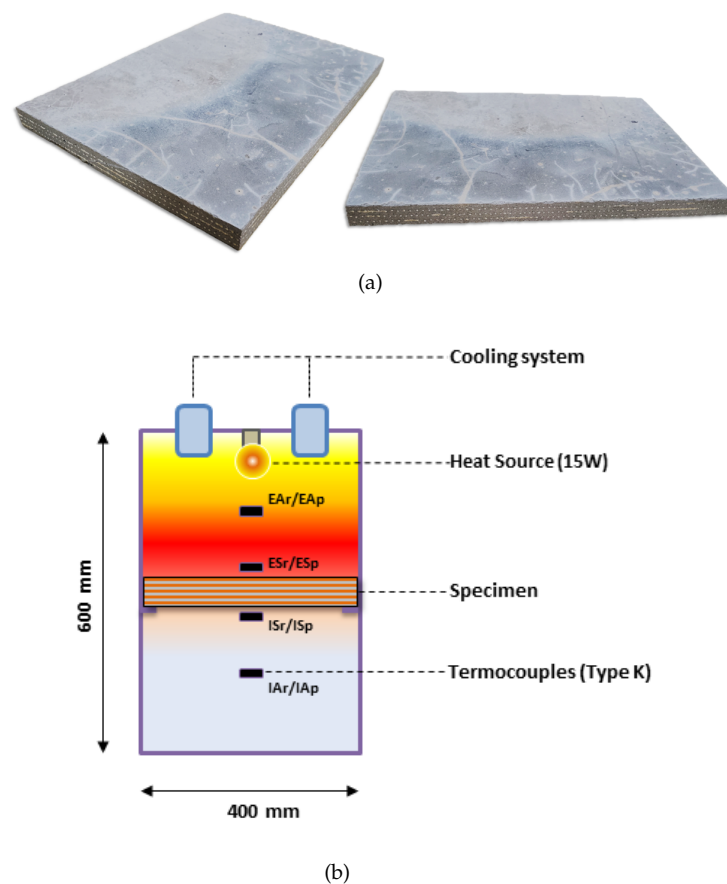 (a)
Cooling system
Heat Source (15W)
EAr/EAp
ESr/ESp
Specimen
ISr/ISp
Termocouples (Type K)
IAr/IAp
600 mm
400 mm
(b)